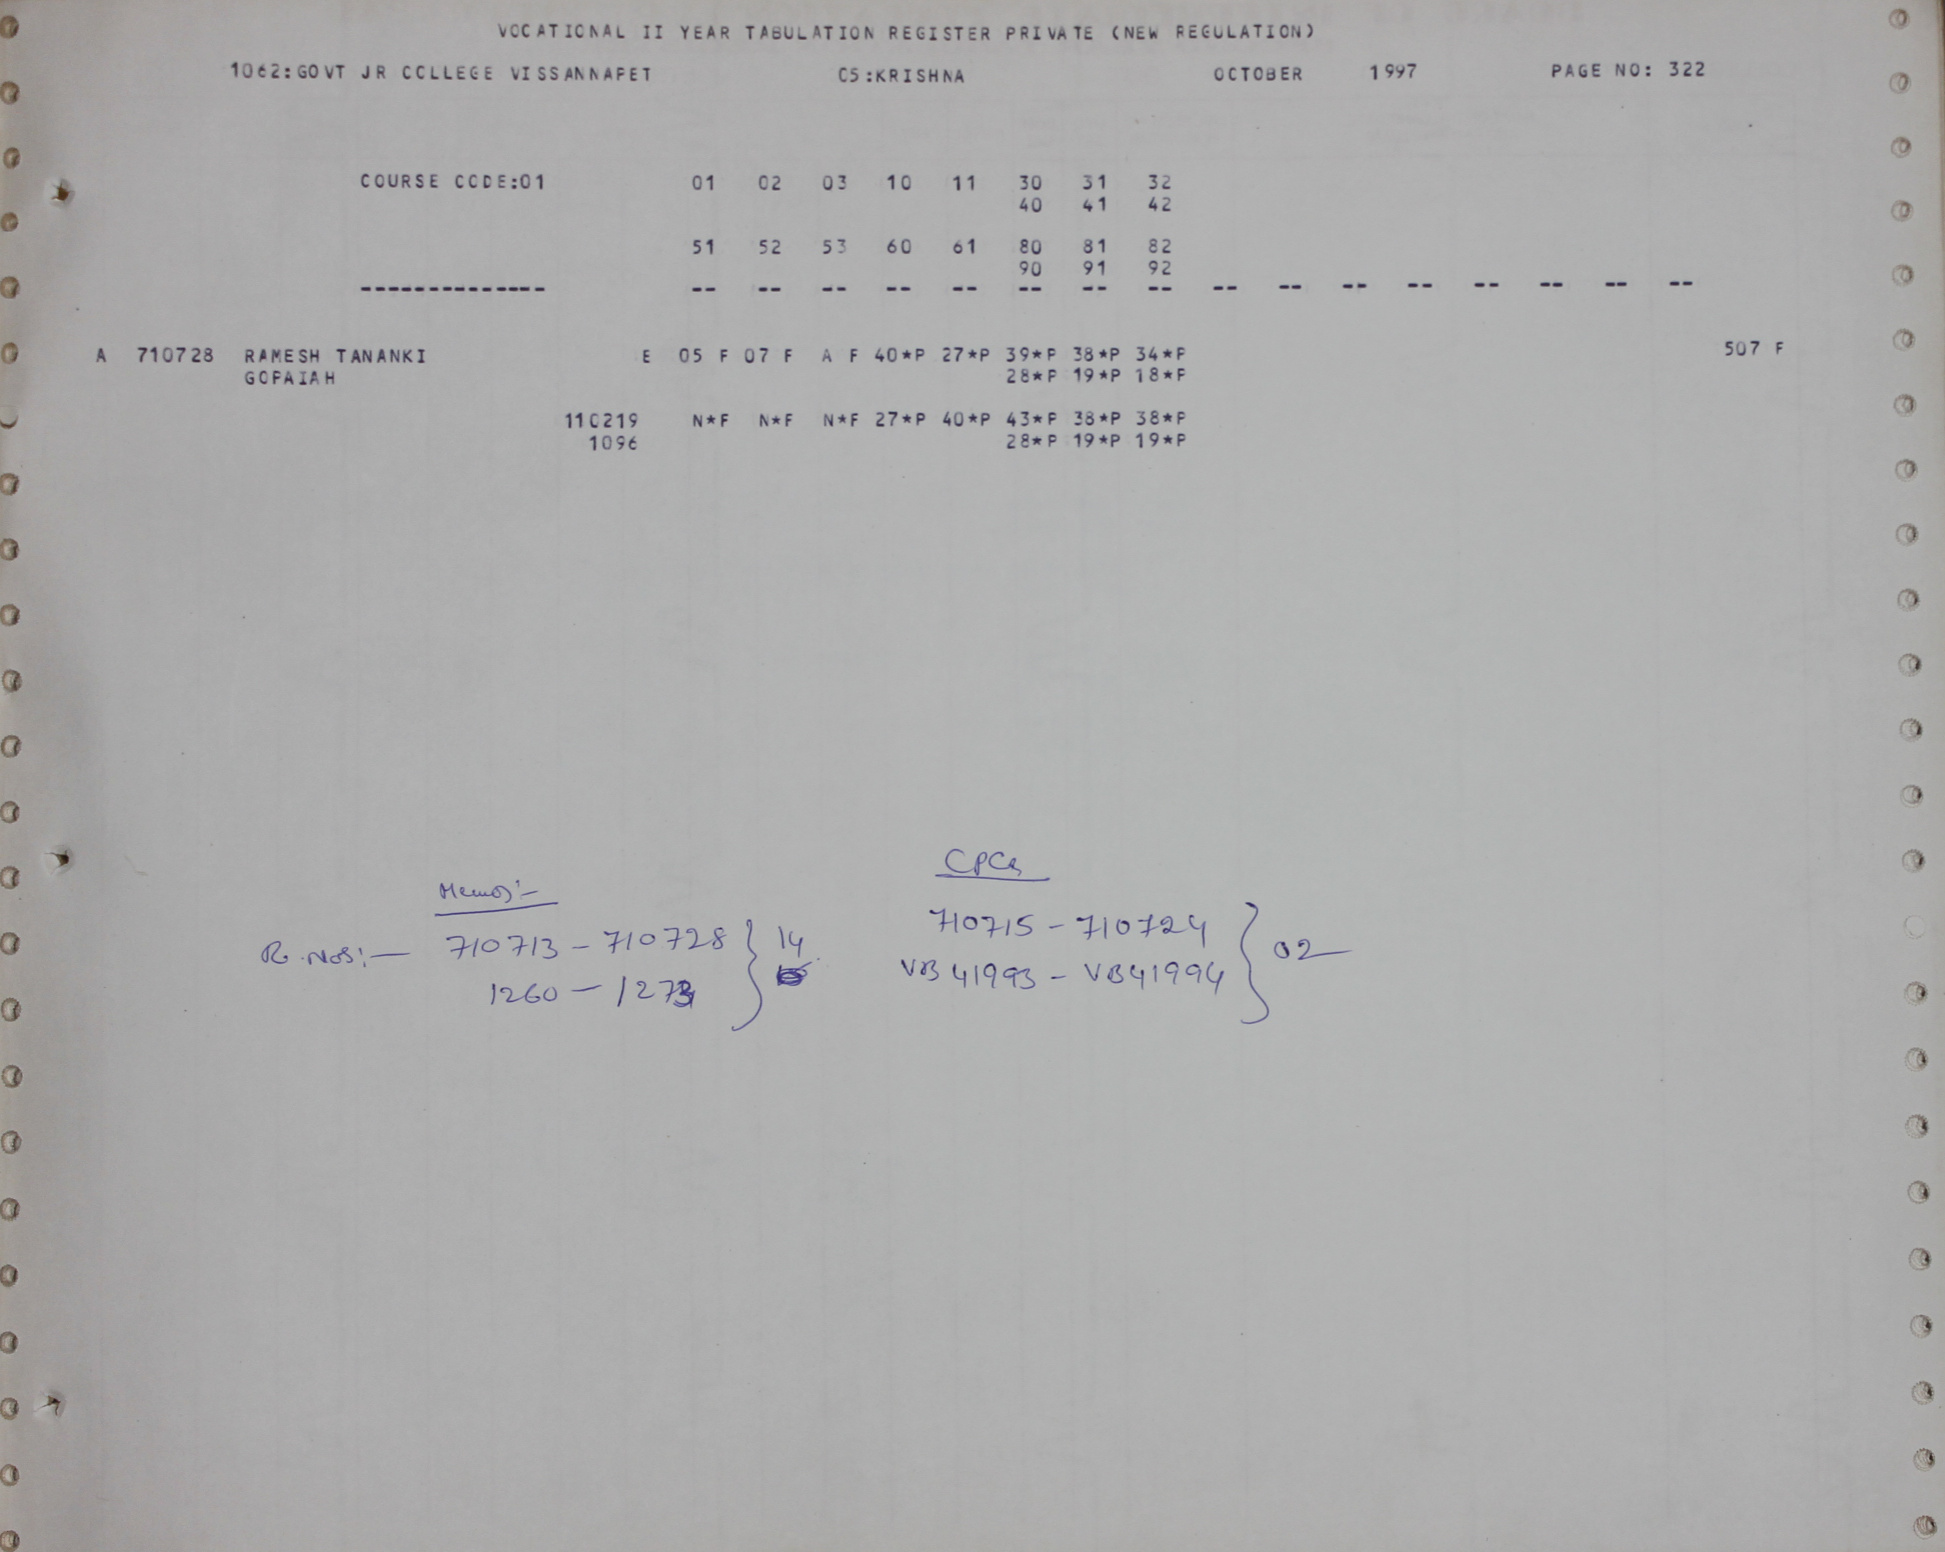 VOCATIONAL II YEAR TABULATION REGISTER PRIVATE (NEW REGULATION)
1062:GOVT JR COLLEGE VISSANNAPET C5:KRISHNA OCTOBER 1997 PAGE NO: 322
COURSE CODE:01 01 02 03 10 11 30 31 32
40 41 42
51 52 53 60 61 80 81 82
90 91 92
-------------- -- -- -- -- -- -- -- -- -- -- -- -- -- -- -- --
A 710728 RAMESH TANANKI E 05 F 07 F A F 40*P 27*P 39*P 38*P 34*P 507 F
GOPAIAH 28*P 19*P 18*P
110219 N*F N*F N*F 27*P 40*P 43*P 38*P 38*P
1096 28*P 19*P 19*P
CPCs
Memos:-
R.Nos:- 710713 - 710728 } 14 710715 - 710724 } 02
1260 - 1273 VB41993 - VB41994